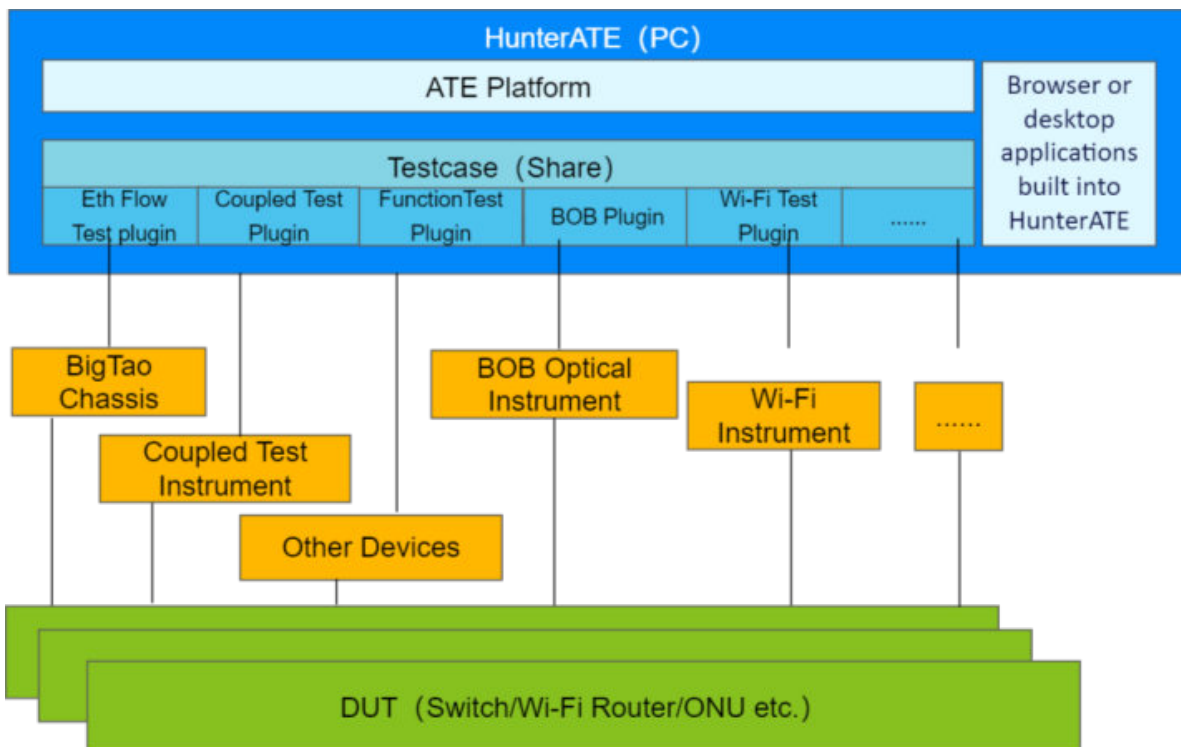 HunterATE（PC）
ATE Platform
Browser or
desktop
applications
built into
HunterATE
Testcase（Share）
Eth Flow
Test plugin
Coupled Test
Plugin
FunctionTest
Plugin
BOB Plugin
Wi-Fi Test
Plugin
......
BigTao
Chassis
Coupled Test
Instrument
Other Devices
BOB Optical
Instrument
Wi-Fi
Instrument
......
DUT（Switch/Wi-Fi Router/ONU etc.）